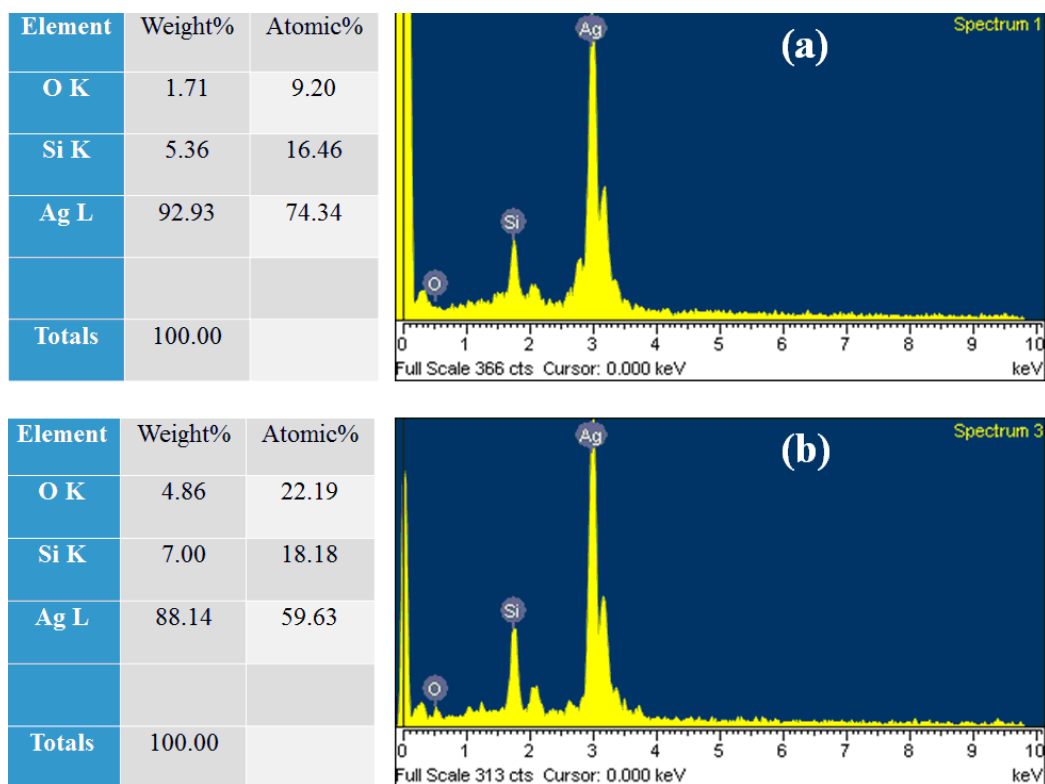 Element Weight% Atomic%
O K 1.71 9.20
Si K 5.36 16.46
Ag L 92.93 74.34
Totals 100.00
Spectrum 1
(a)
Ag
Si
O
0 1 2 3 4 5 6 7 8 9 10
Full Scale 366 cts Cursor: 0.000 keV keV
Element Weight% Atomic%
O K 4.86 22.19
Si K 7.00 18.18
Ag L 88.14 59.63
Totals 100.00
Spectrum 3
(b)
Ag
Si
O
0 1 2 3 4 5 6 7 8 9 10
Full Scale 313 cts Cursor: 0.000 keV keV